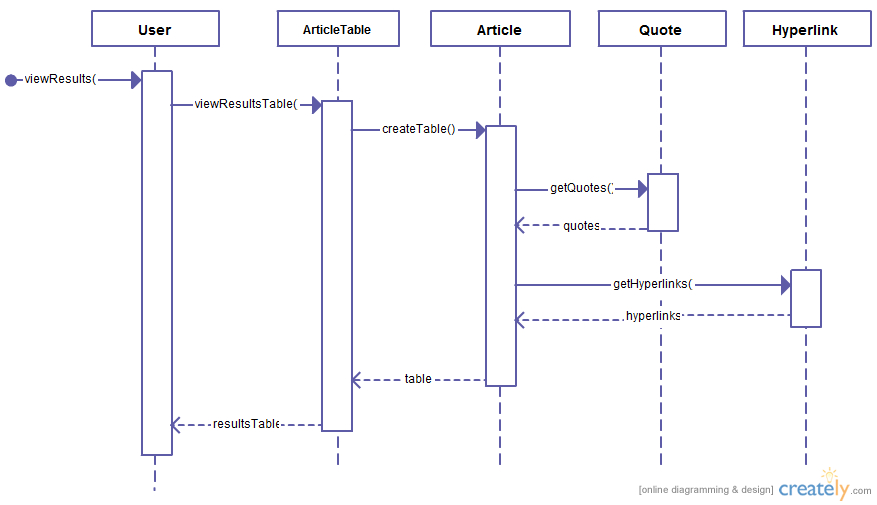 User
ArticleTable
Article
Quote
Hyperlink
viewResults(
viewResultsTable(
createTable()
getQuotes()
quotes
getHyperlinks(
hyperlinks
table
resultsTable
[online diagramming & design] creately.com